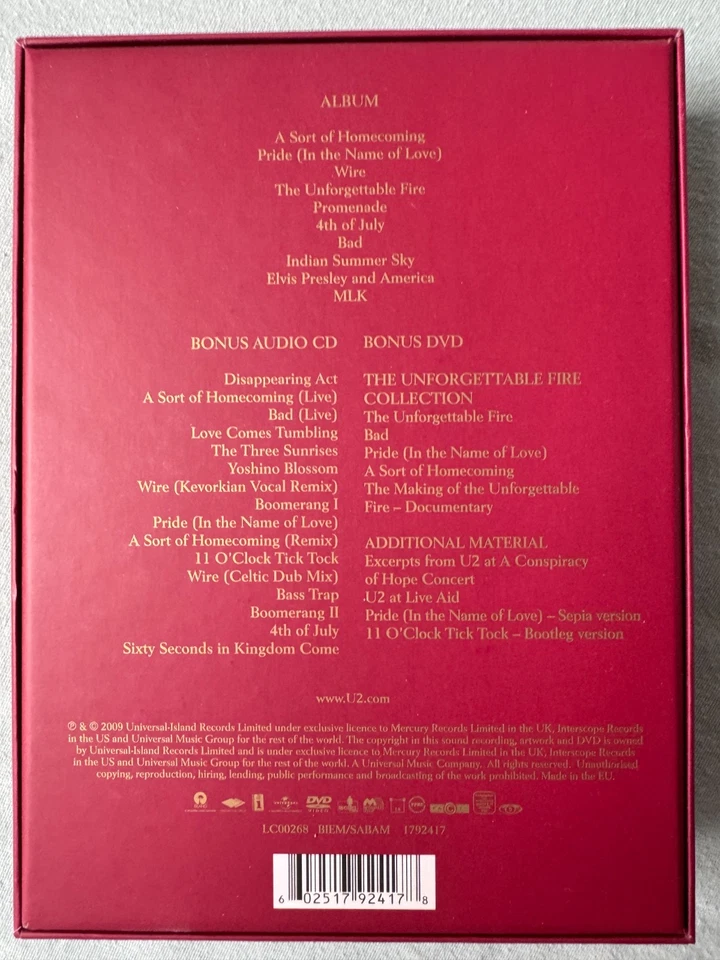 ALBUM
A Sort of Homecoming
Pride (In the Name of Love)
Wire
The Unforgettable Fire
Promenade
4th of July
Bad
Indian Summer Sky
Elvis Presley and America
MLK
BONUS AUDIO CD
Disappearing Act
A Sort of Homecoming (Live)
Bad (Live)
Love Comes Tumbling
The Three Sunrises
Yoshino Blossom
Wire (Kevorkian Vocal Remix)
Boomerang I
Pride (In the Name of Love)
A Sort of Homecoming (Remix)
11 O'Clock Tick Tock
Wire (Celtic Dub Mix)
Bass Trap
Boomerang II
4th of July
Sixty Seconds in Kingdom Come
BONUS DVD
THE UNFORGETTABLE FIRE
COLLECTION
The Unforgettable Fire
Bad
Pride (In the Name of Love)
A Sort of Homecoming
The Making of the Unforgettable
Fire – Documentary
ADDITIONAL MATERIAL
Excerpts from U2 at A Conspiracy
of Hope Concert
U2 at Live Aid
Pride (In the Name of Love) – Sepia version
11 O'Clock Tick Tock – Bootleg version
www.U2.com
℗ & © 2009 Universal-Island Records Limited under exclusive licence to Mercury Records Limited in the UK, Interscope Records
in the US and Universal Music Group for the rest of the world. The copyright in this sound recording, artwork and DVD is owned
by Universal-Island Records Limited and is under exclusive licence to Mercury Records Limited in the UK, Interscope Records
in the US and Universal Music Group for the rest of the world. A Universal Music Company. All rights reserved. Unauthorised
copying, reproduction, hiring, lending, public performance and broadcasting of the work prohibited. Made in the EU.
DVD
VIDEO
LC00268 BIEM/SABAM 1792417
6 02517 92417 8